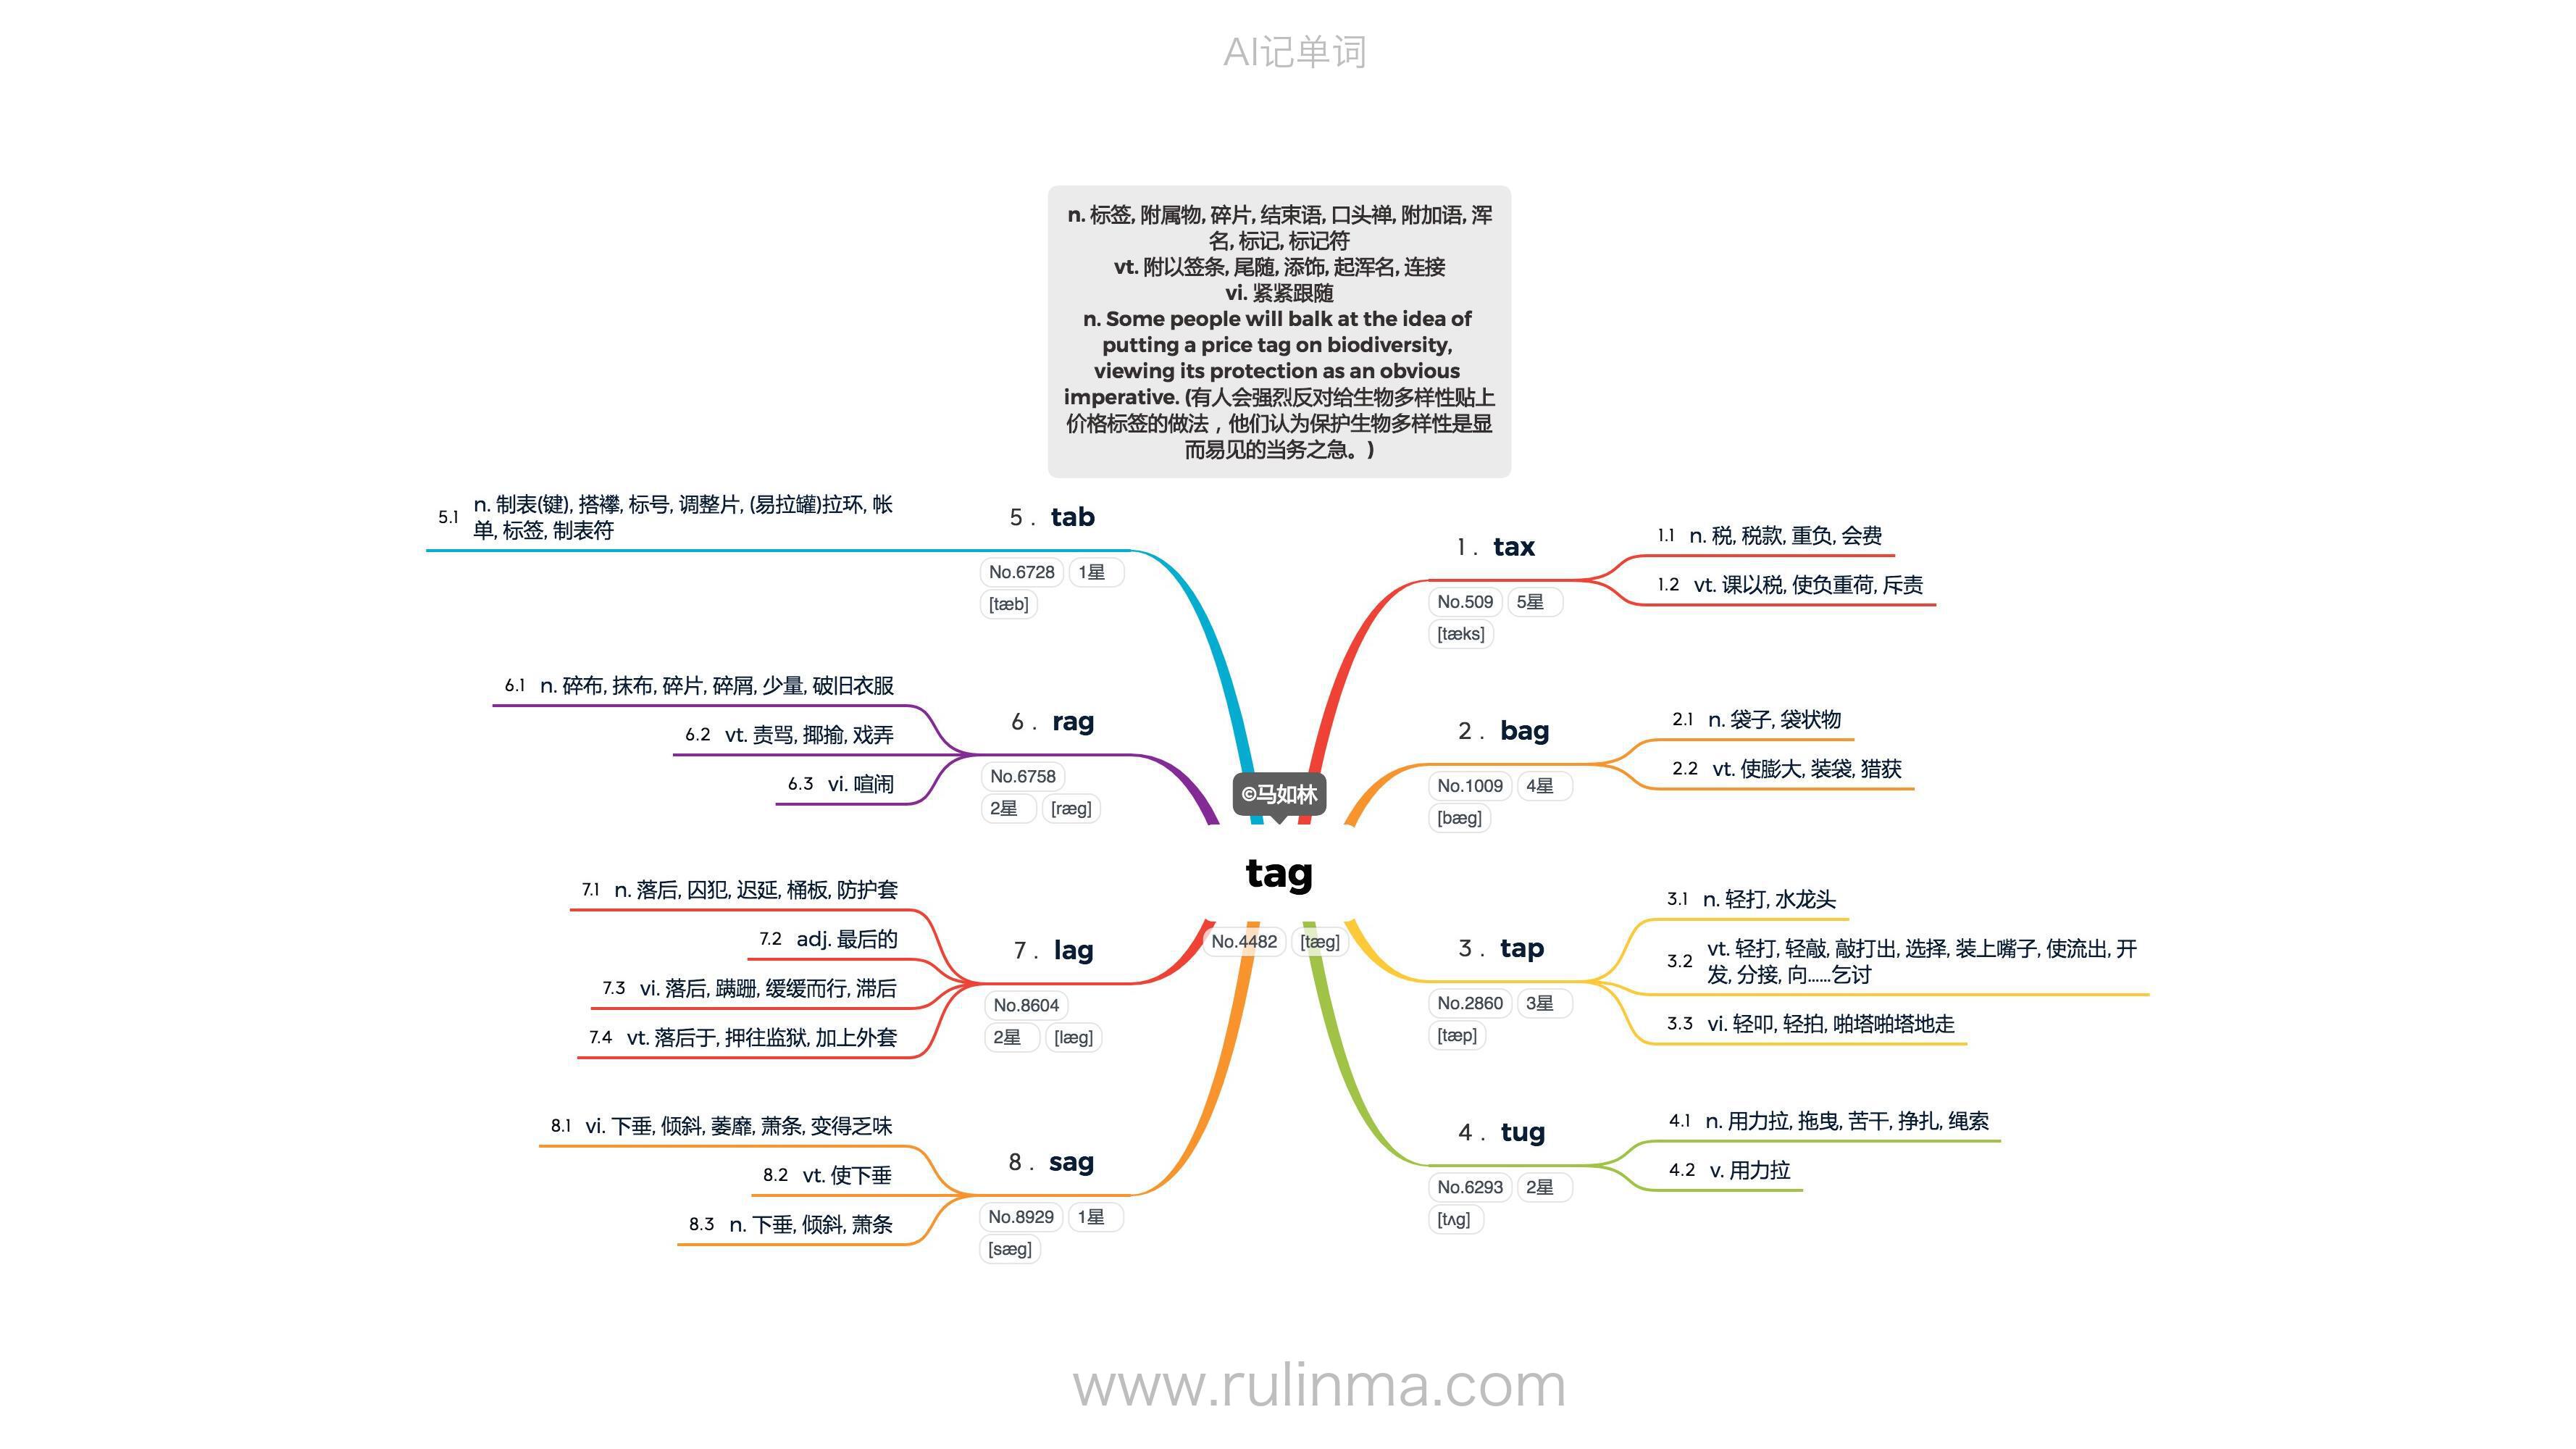 AI记单词
n. 标签, 附属物, 碎片, 结束语, 口头禅, 附加语, 浑
名, 标记, 标记符
vt. 附以签条, 尾随, 添饰, 起浑名, 连接
vi. 紧紧跟随
n. Some people will balk at the idea of
putting a price tag on biodiversity,
viewing its protection as an obvious
imperative. (有人会强烈反对给生物多样性贴上
价格标签的做法，他们认为保护生物多样性是显
而易见的当务之急。)
©马如林
tag
No.4482 [tæg]
1. tax
No.509 5星
[tæks]
1.1 n. 税, 税款, 重负, 会费
1.2 vt. 课以税, 使负重荷, 斥责
2. bag
No.1009 4星
[bæg]
2.1 n. 袋子, 袋状物
2.2 vt. 使膨大, 装袋, 猎获
3. tap
No.2860 3星
[tæp]
3.1 n. 轻打, 水龙头
3.2 vt. 轻打, 轻敲, 敲打出, 选择, 装上嘴子, 使流出, 开
发, 分接, 向……乞讨
3.3 vi. 轻叩, 轻拍, 啪塔啪塔地走
4. tug
No.6293 2星
[tʌg]
4.1 n. 用力拉, 拖曳, 苦干, 挣扎, 绳索
4.2 v. 用力拉
5. tab
No.6728 1星
[tæb]
5.1 n. 制表(键), 搭襻, 标号, 调整片, (易拉罐)拉环, 帐
单, 标签, 制表符
6. rag
No.6758
2星 [ræg]
6.1 n. 碎布, 抹布, 碎片, 碎屑, 少量, 破旧衣服
6.2 vt. 责骂, 揶揄, 戏弄
6.3 vi. 喧闹
7. lag
No.8604
2星 [læg]
7.1 n. 落后, 囚犯, 迟延, 桶板, 防护套
7.2 adj. 最后的
7.3 vi. 落后, 蹒跚, 缓缓而行, 滞后
7.4 vt. 落后于, 押往监狱, 加上外套
8. sag
No.8929 1星
[sæg]
8.1 vi. 下垂, 倾斜, 萎靡, 萧条, 变得乏味
8.2 vt. 使下垂
8.3 n. 下垂, 倾斜, 萧条
www.rulinma.com